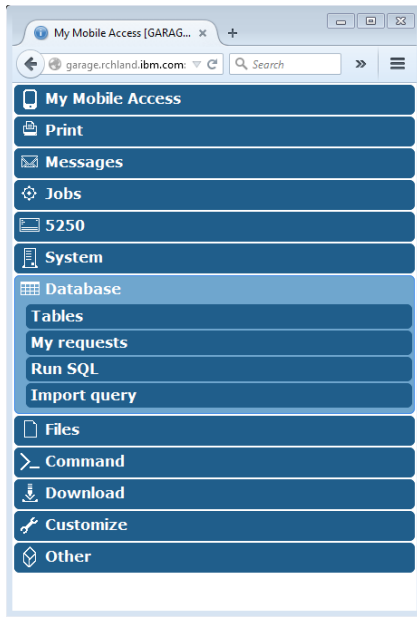 My Mobile Access [GARAG...
garage.rchland.ibm.com:
Search
My Mobile Access
Print
Messages
Jobs
5250
System
Database
Tables
My requests
Run SQL
Import query
Files
Command
Download
Customize
Other